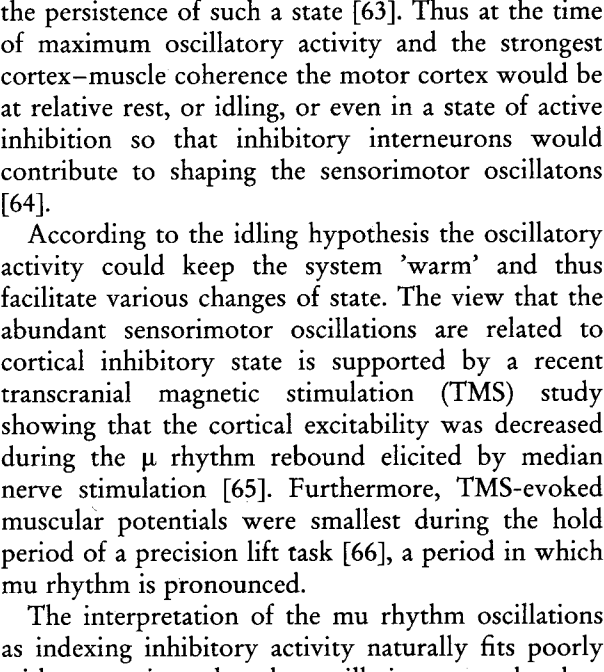 the persistence of such a state [63]. Thus at the time
of maximum oscillatory activity and the strongest
cortex–muscle coherence the motor cortex would be
at relative rest, or idling, or even in a state of active
inhibition so that inhibitory interneurons would
contribute to shaping the sensorimotor oscillatons
[64].
According to the idling hypothesis the oscillatory
activity could keep the system 'warm' and thus
facilitate various changes of state. The view that the
abundant sensorimotor oscillations are related to
cortical inhibitory state is supported by a recent
transcranial magnetic stimulation (TMS) study
showing that the cortical excitability was decreased
during the μ rhythm rebound elicited by median
nerve stimulation [65]. Furthermore, TMS-evoked
muscular potentials were smallest during the hold
period of a precision lift task [66], a period in which
mu rhythm is pronounced.
The interpretation of the mu rhythm oscillations
as indexing inhibitory activity naturally fits poorly